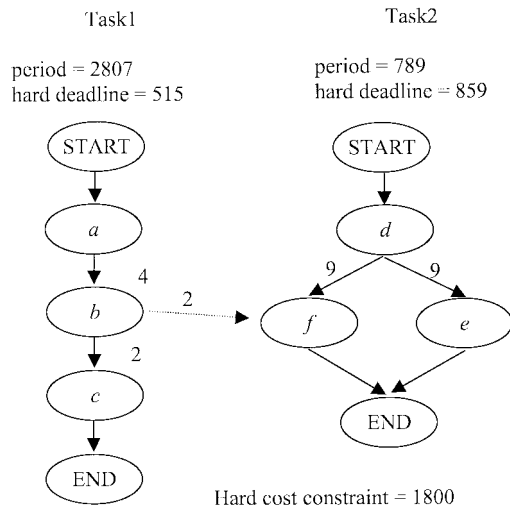 Task1
period = 2807
hard deadline = 515
START
a
4
b
2
c
END
2
Task2
period = 789
hard deadline = 859
START
d
9
9
f
e
END
Hard cost constraint = 1800